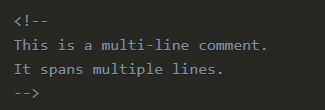 <!--
This is a multi-line comment.
It spans multiple lines.
-->